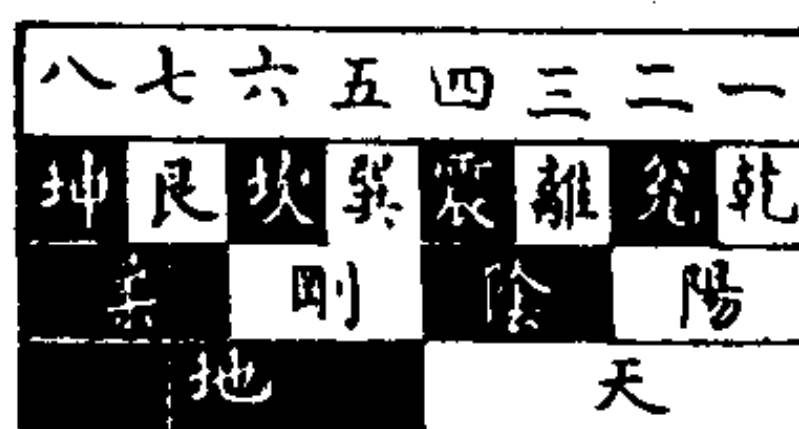 一 二 三 四 五 六 七 八
乾 兌 離 震 巽 坎 艮 坤
陽 陰 剛 柔
天 地